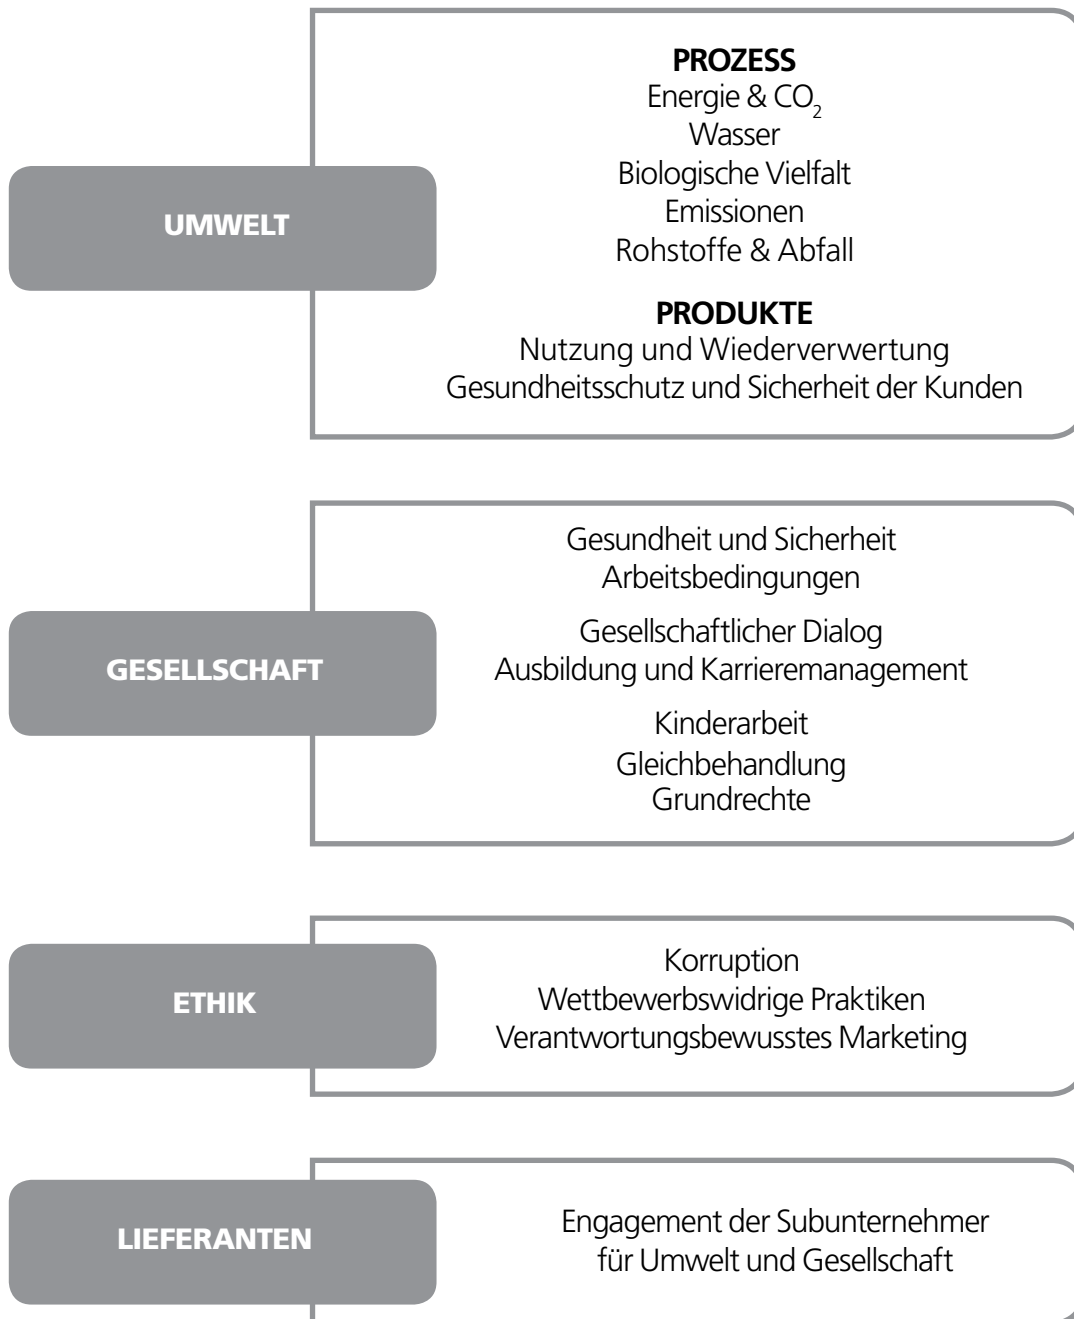 UMWELT
PROZESS
Energie & CO₂
Wasser
Biologische Vielfalt
Emissionen
Rohstoffe & Abfall
PRODUKTE
Nutzung und Wiederverwertung
Gesundheitsschutz und Sicherheit der Kunden
GESELLSCHAFT
Gesundheit und Sicherheit
Arbeitsbedingungen
Gesellschaftlicher Dialog
Ausbildung und Karrieremanagement
Kinderarbeit
Gleichbehandlung
Grundrechte
ETHIK
Korruption
Wettbewerbswidrige Praktiken
Verantwortungsbewusstes Marketing
LIEFERANTEN
Engagement der Subunternehmer
für Umwelt und Gesellschaft